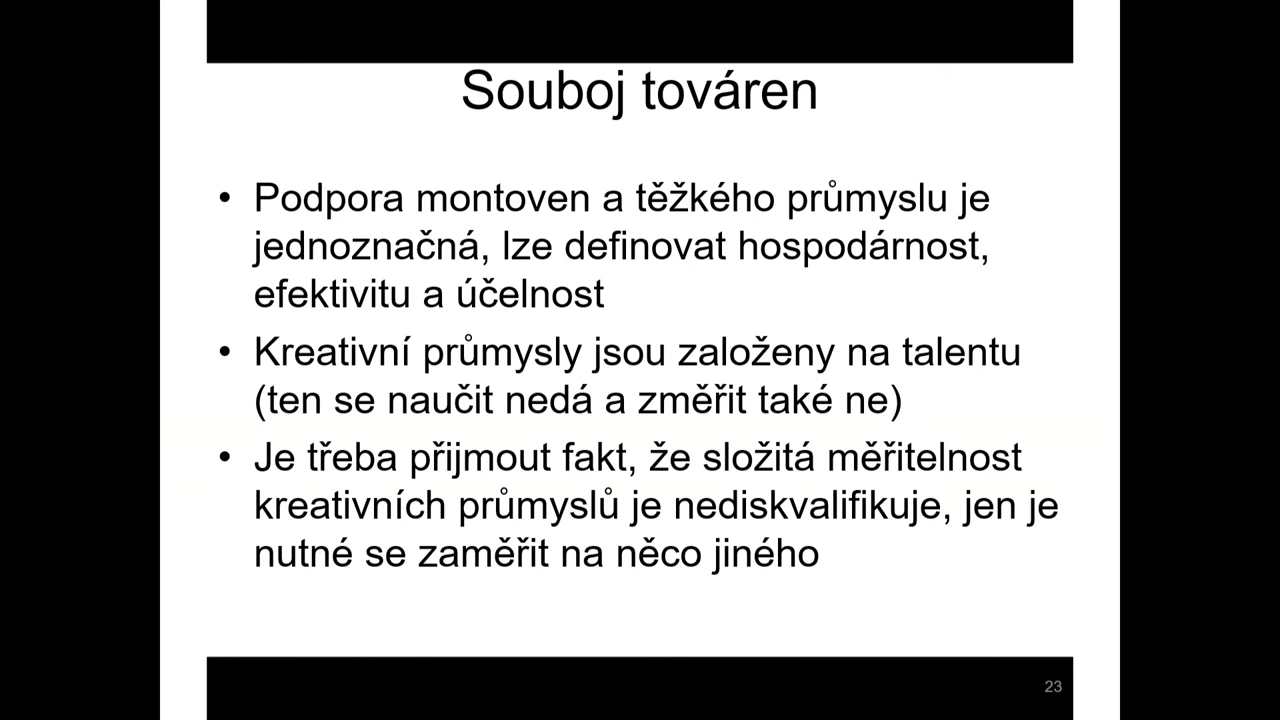 Souboj továren
• Podpora montoven a těžkého průmyslu je
jednoznačná, lze definovat hospodárnost,
efektivitu a účelnost
• Kreativní průmysly jsou založeny na talentu
(ten se naučit nedá a změřit také ne)
• Je třeba přijmout fakt, že složitá měřitelnost
kreativních průmyslů je nediskvalifikuje, jen je
nutné se zaměřit na něco jiného
23